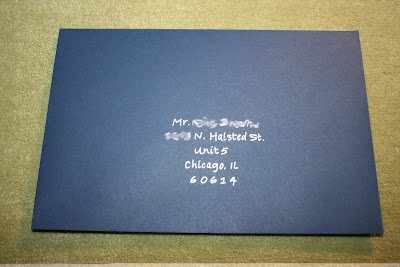 Mr.
N. Halsted St.
Unit 5
Chicago, IL
60614